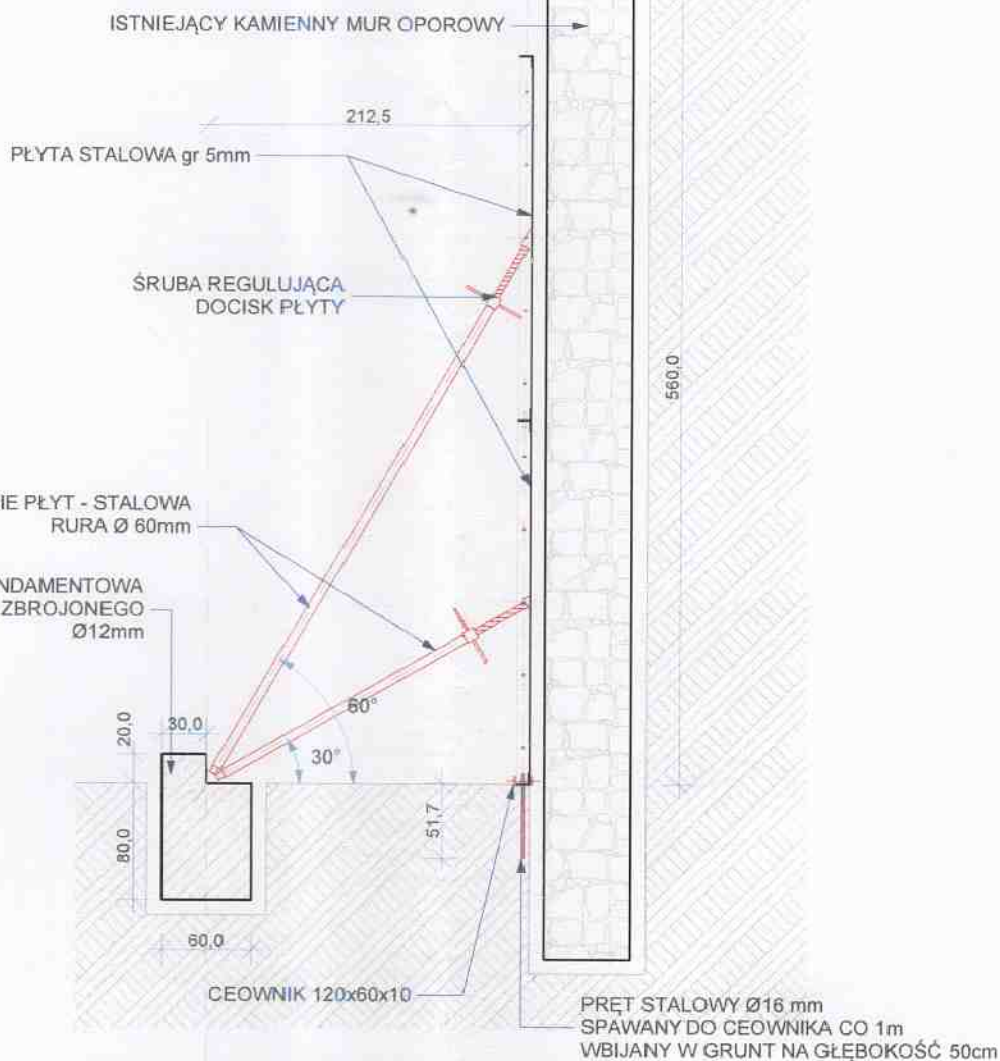 ISTNIEJĄCY KAMIENNY MUR OPOROWY
212,5
PŁYTA STALOWA gr 5mm
ŚRUBA REGULUJĄCA
DOCISK PŁYTY
560,0
IE PŁYT - STALOWA
RURA Ø 60mm
NDAMENTOWA
ZBROJONEGO
Ø12mm
20,0
30,0
60°
30°
80,0
51,7
60,0
CEOWNIK 120x60x10
PRĘT STALOWY Ø16 mm
SPAWANY DO CEOWNIKA CO 1m
WBIJANY W GRUNT NA GŁĘBOKOŚĆ 50cm